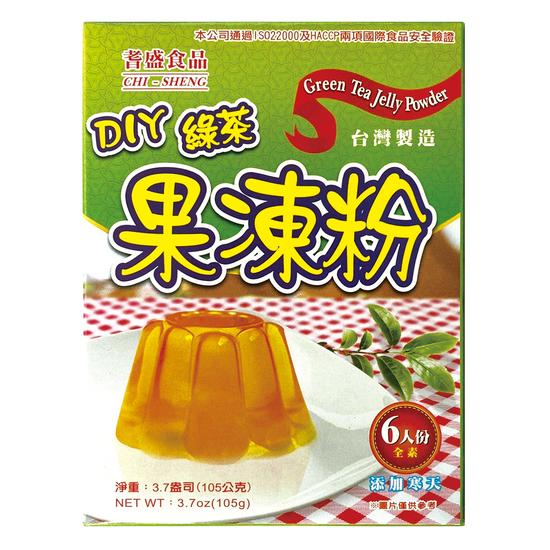 本公司通過ISO22000及HACCP兩項國際食品安全驗證
耆盛食品
CHI-SHENG
Green Tea Jelly Powder
台灣製造
DIY 綠茶
果凍粉
6人份
全素
添加寒天
淨重：3.7盎司(105公克)
NET WT：3.7oz(105g)
※圖片僅供參考